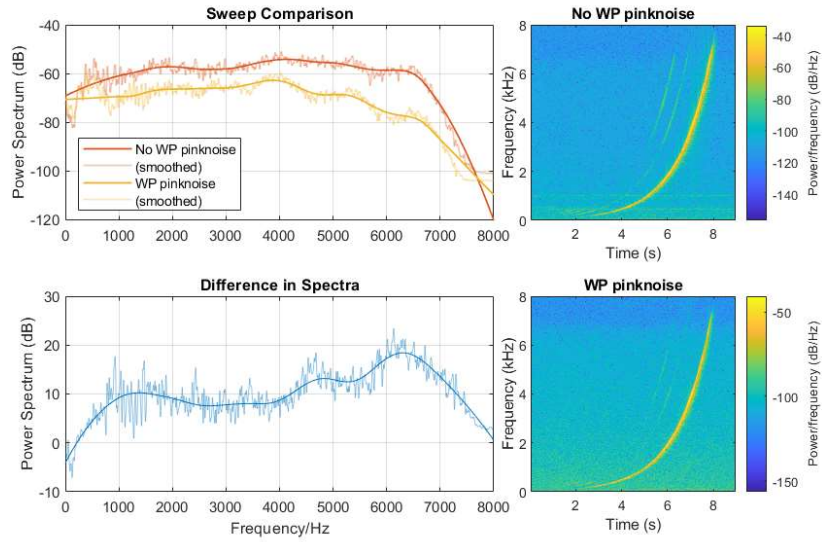 Sweep Comparison
Power Spectrum (dB)
-40
-60
-80
-100
-120
No WP pinknoise
(smoothed)
WP pinknoise
(smoothed)
0 1000 2000 3000 4000 5000 6000 7000 8000
No WP pinknoise
Frequency (kHz)
8
6
4
2
0
2 4 6 8
Time (s)
-40
-60
-80
-100
-120
-140
Power/frequency (dB/Hz)
Difference in Spectra
Power Spectrum (dB)
30
20
10
0
-10
0 1000 2000 3000 4000 5000 6000 7000 8000
Frequency/Hz
WP pinknoise
Frequency (kHz)
8
6
4
2
0
2 4 6 8
Time (s)
-50
-100
-150
Power/frequency (dB/Hz)